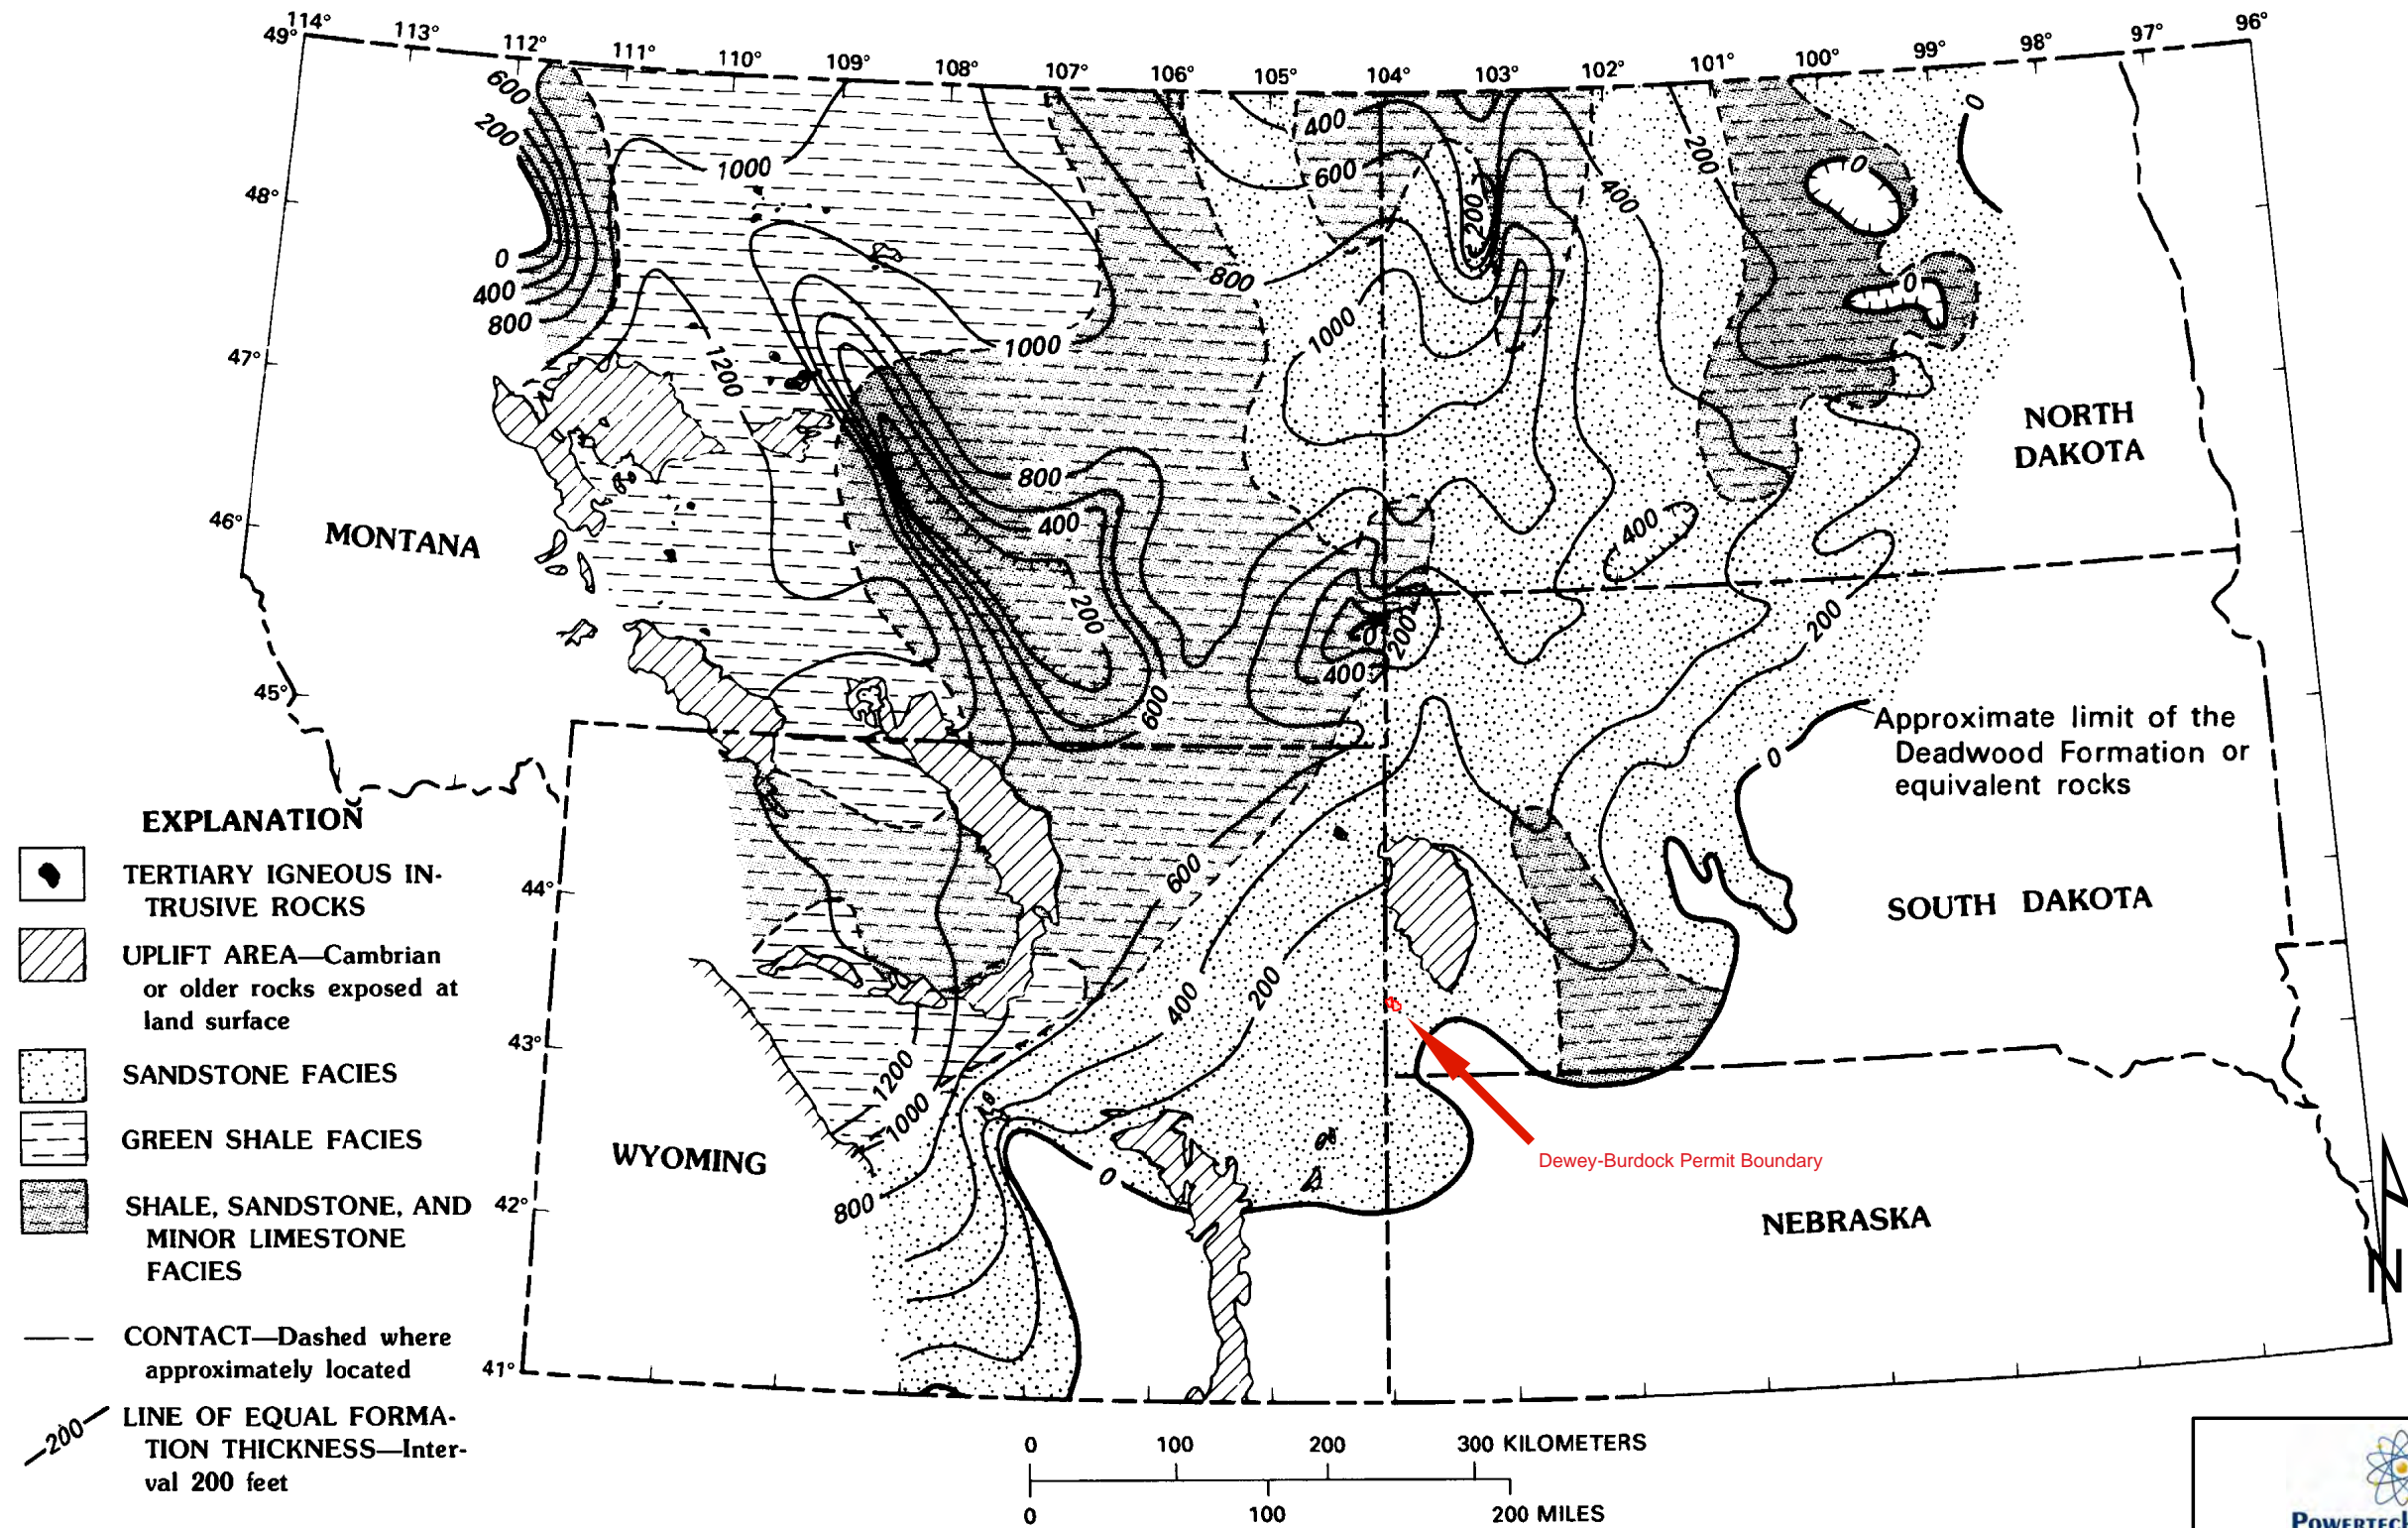 114°
113°
112°
111°
110°
109°
108°
107°
106°
105°
104°
103°
102°
101°
100°
99°
98°
97°
96°
49°
48°
47°
46°
45°
44°
43°
42°
41°
600
200
0
400
800
1000
1200
1000
800
400
200
600
800
400
600
1000
200
400
200
0
0
0
400
0
200
400
200
0
600
400
200
1200
1000
800
0
MONTANA
NORTH
DAKOTA
Approximate limit of the
Deadwood Formation or
equivalent rocks
SOUTH DAKOTA
WYOMING
NEBRASKA
Dewey-Burdock Permit Boundary
EXPLANATION
TERTIARY IGNEOUS IN-
TRUSIVE ROCKS
UPLIFT AREA—Cambrian
or older rocks exposed at
land surface
SANDSTONE FACIES
GREEN SHALE FACIES
SHALE, SANDSTONE, AND
MINOR LIMESTONE
FACIES
CONTACT—Dashed where
approximately located
200
LINE OF EQUAL FORMA-
TION THICKNESS—Inter-
val 200 feet
0 100 200 300 KILOMETERS
0 100 200 MILES
N